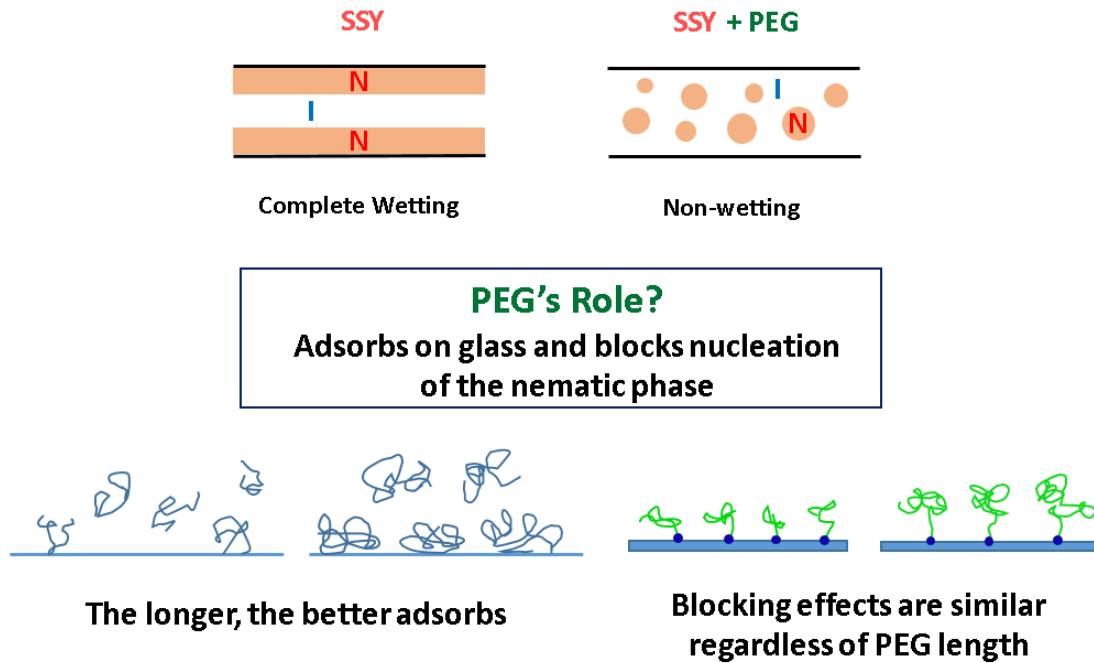 SSY
SSY + PEG
N
I
N
I
N
Complete Wetting
Non-wetting
PEG's Role?
Adsorbs on glass and blocks nucleation
of the nematic phase
The longer, the better adsorbs
Blocking effects are similar
regardless of PEG length